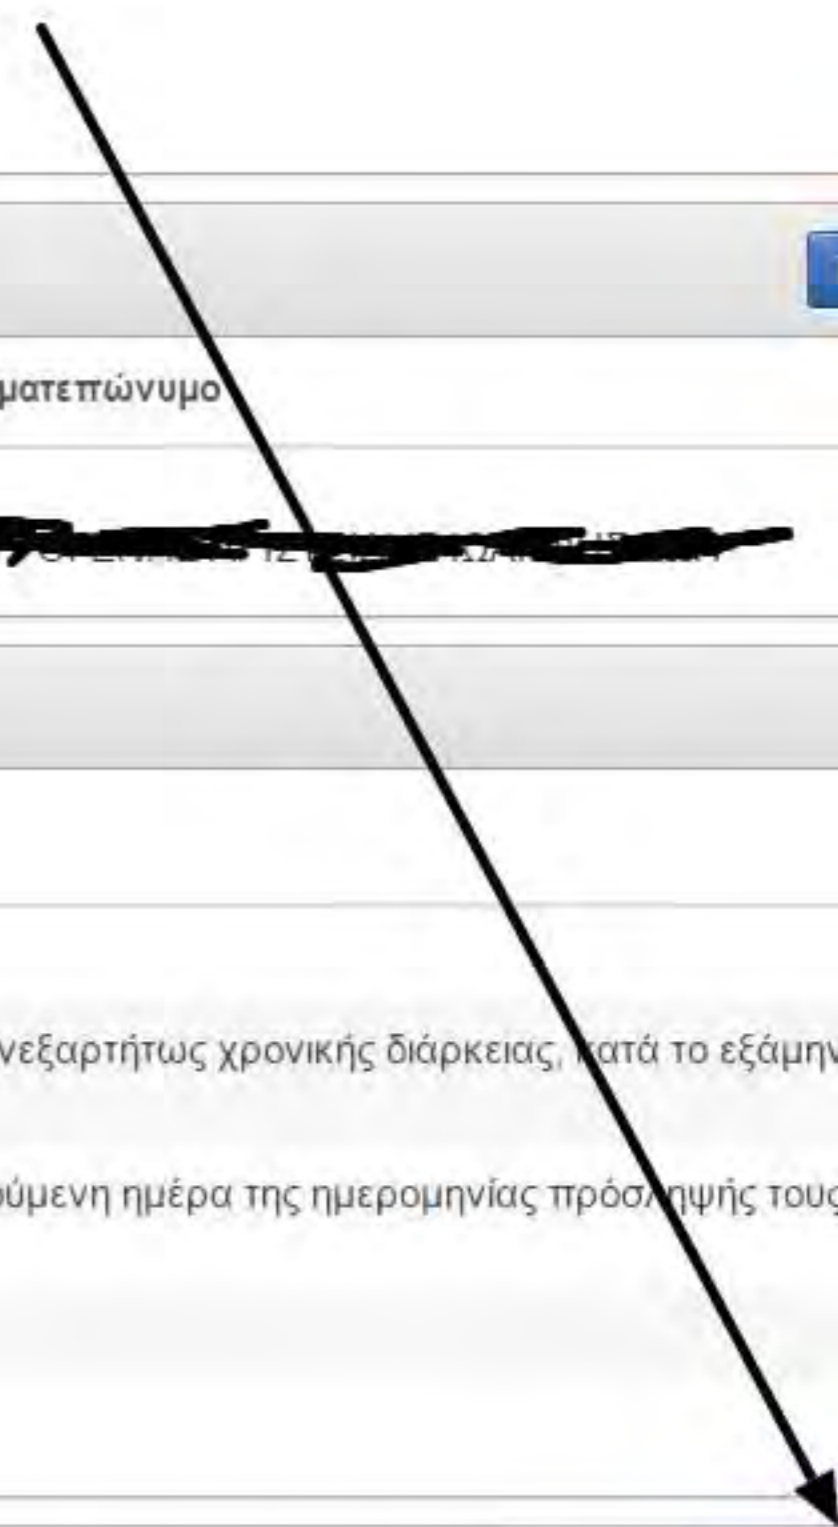 ματεπώνυμο
νεξαρτήτως χρονικής διάρκειας, κατά το εξάμην
ούμενη ημέρα της ημερομηνίας πρόσληψής τους